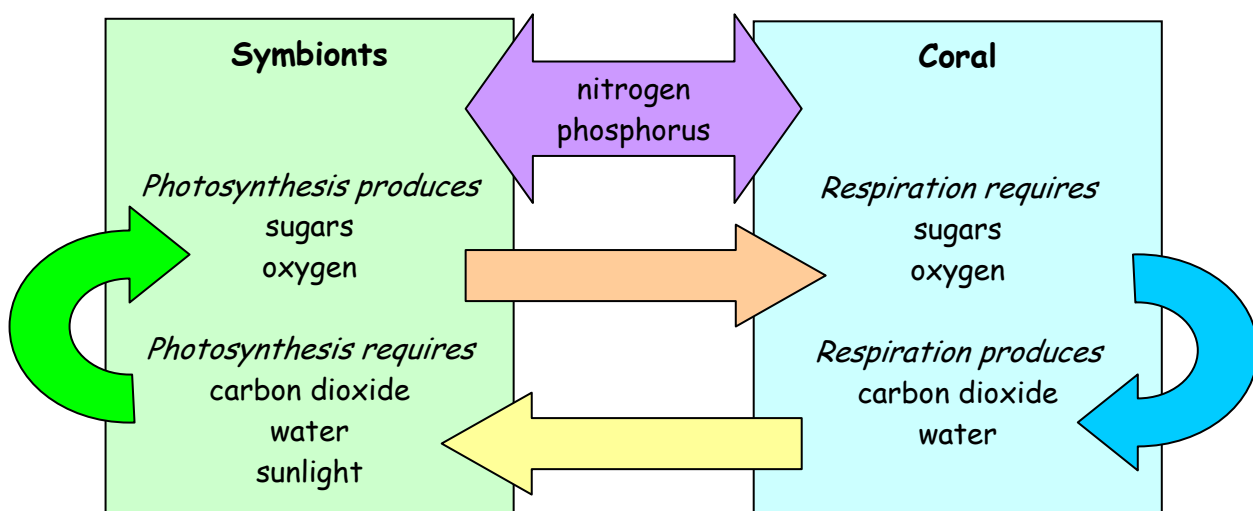 Symbionts
Photosynthesis produces
sugars
oxygen
Photosynthesis requires
carbon dioxide
water
sunlight
nitrogen
phosphorus
Coral
Respiration requires
sugars
oxygen
Respiration produces
carbon dioxide
water